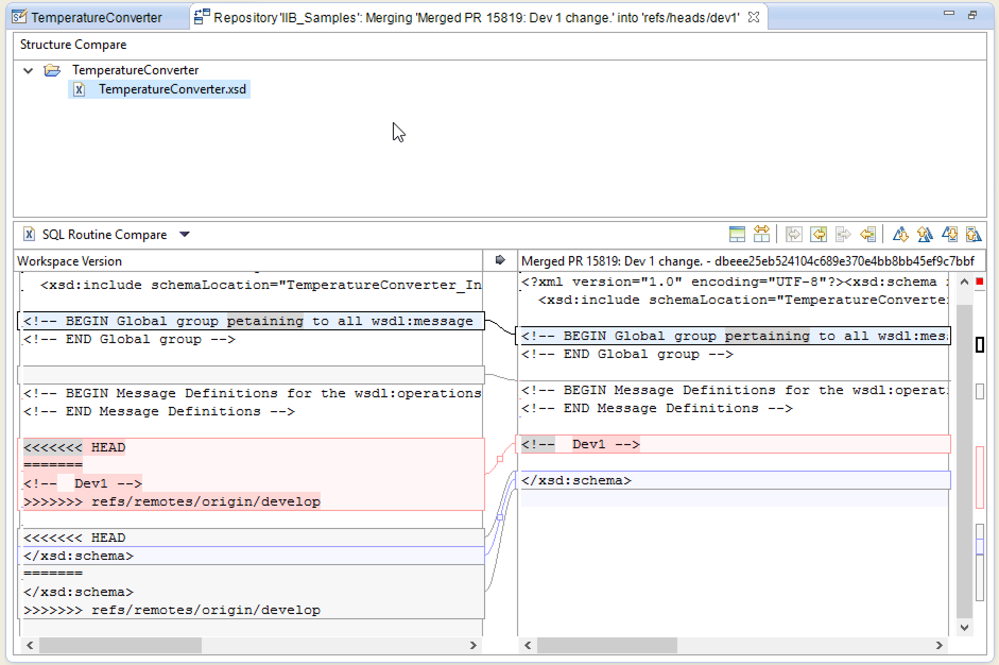 TemperatureConverter
Repository 'IIB_Samples': Merging 'Merged PR 15819: Dev 1 change.' into 'refs/heads/dev1'
Structure Compare
TemperatureConverter
TemperatureConverter.xsd
SQL Routine Compare
Workspace Version
<xsd:include schemaLocation="TemperatureConverter_In
<!-- BEGIN Global group petaining to all wsdl:message
<!-- END Global group -->
<!-- BEGIN Message Definitions for the wsdl:operations
<!-- END Message Definitions -->
<<<<<<< HEAD
=======
<!--  Dev1 -->
>>>>>>> refs/remotes/origin/develop
<<<<<<< HEAD
</xsd:schema>
=======
</xsd:schema>
>>>>>>> refs/remotes/origin/develop
Merged PR 15819: Dev 1 change. - dbeee25eb524104c689e370e4bb8bb45ef9c7bbf
<?xml version="1.0" encoding="UTF-8"?><xsd:schema
<xsd:include schemaLocation="TemperatureConverte
<!-- BEGIN Global group pertaining to all wsdl:mes
<!-- END Global group -->
<!-- BEGIN Message Definitions for the wsdl:operat
<!-- END Message Definitions -->
<!--  Dev1 -->
</xsd:schema>